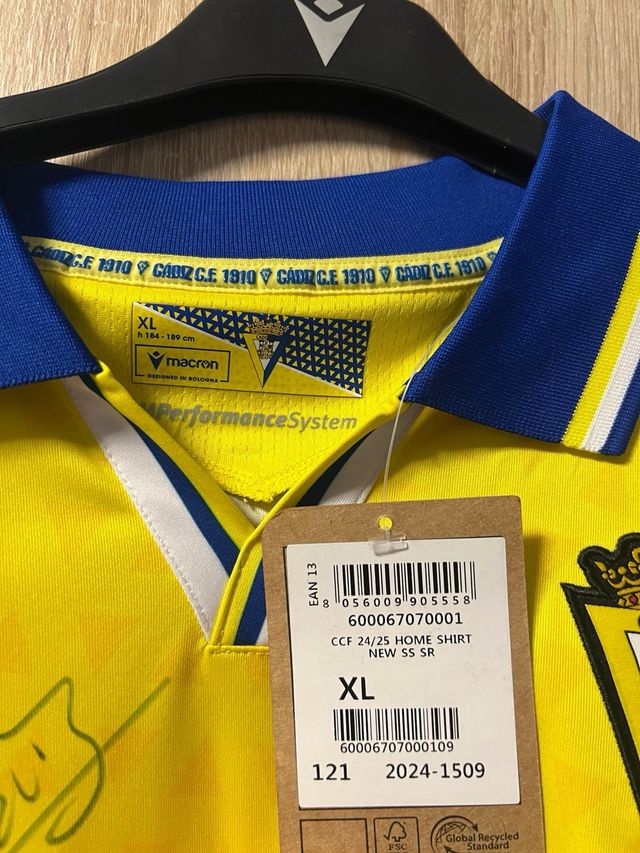 CÁDIZ C.F. 1910 CÁDIZ C.F. 1910 CÁDIZ C.F. 1910 CÁDIZ C.F. 1910
XL
h 184 - 189 cm
macron
DESIGNED IN BOLOGNA
PerformanceSystem
EAN 13
8 056009 905558
600067070001
CCF 24/25 HOME SHIRT
NEW SS SR
XL
60006707000109
121 2024-1509
FSC
Global Recycled
Standard